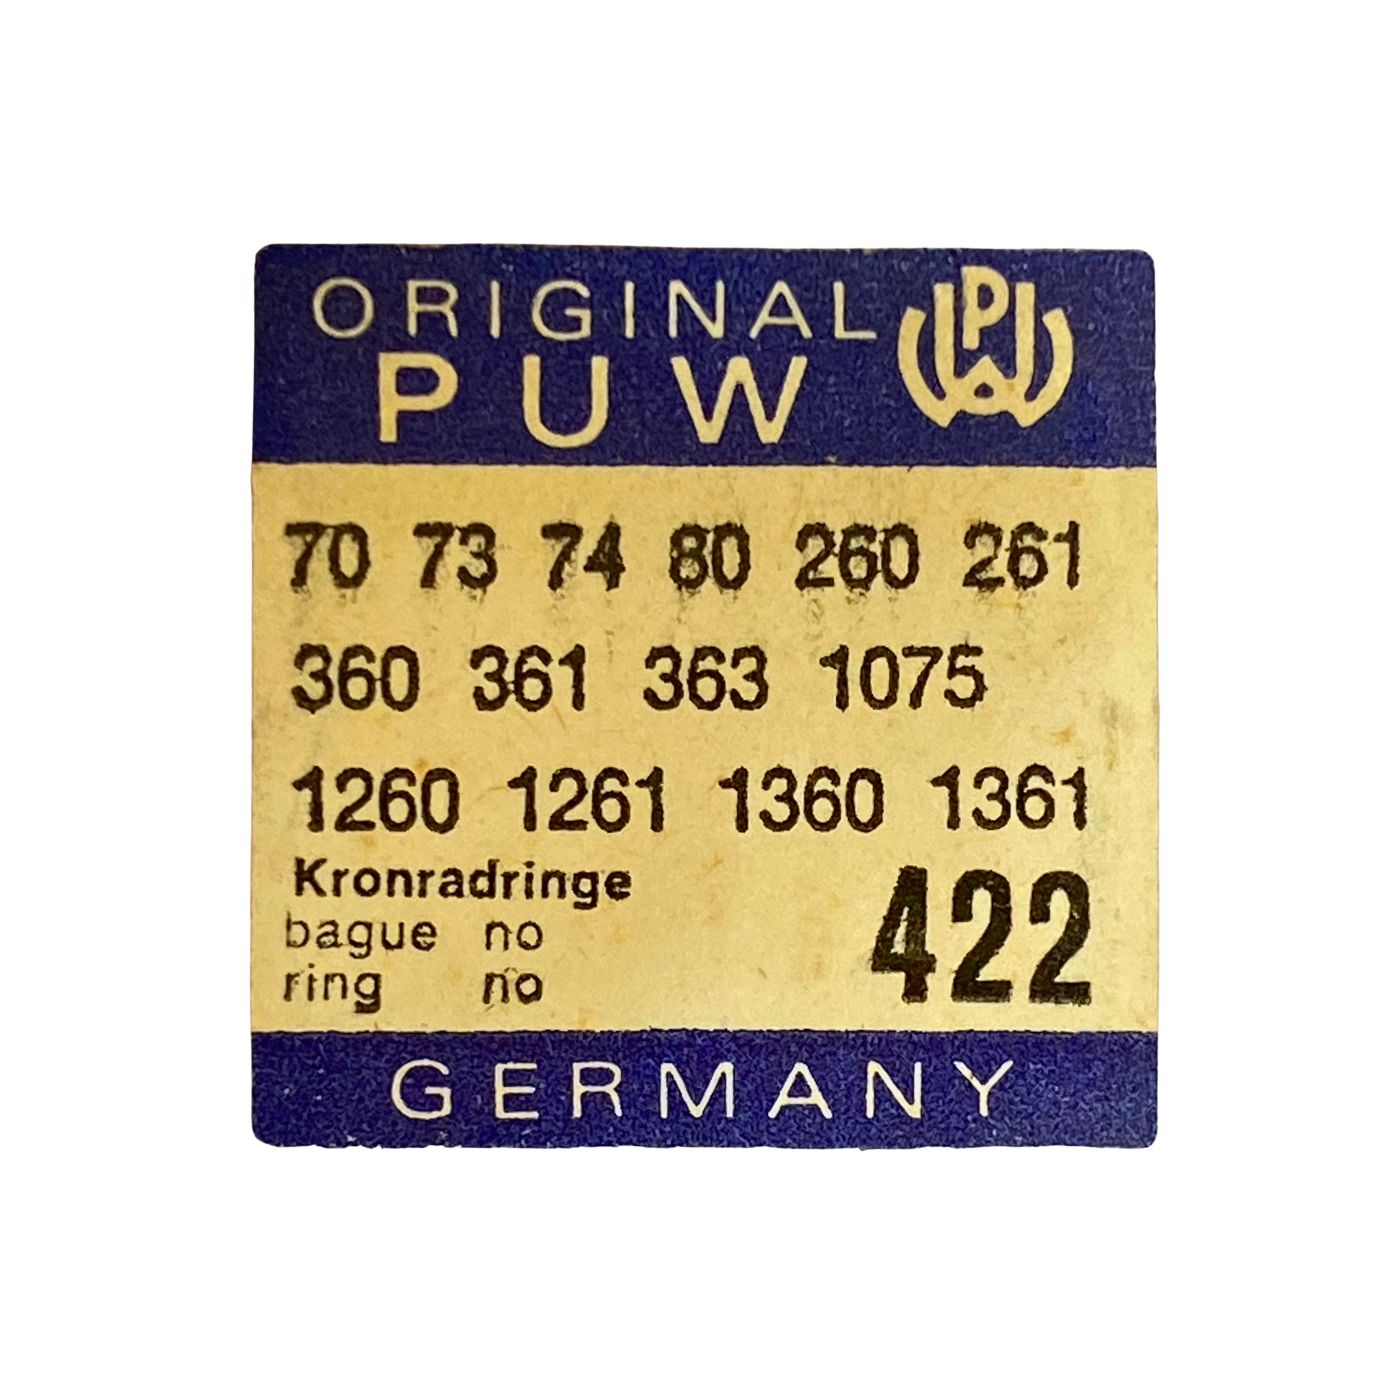 ORIGINAL
PUW
PUW
70 73 74 80 260 261
360 361 363 1075
1260 1261 1360 1361
Kronradringe
bague no
ring no
422
GERMANY